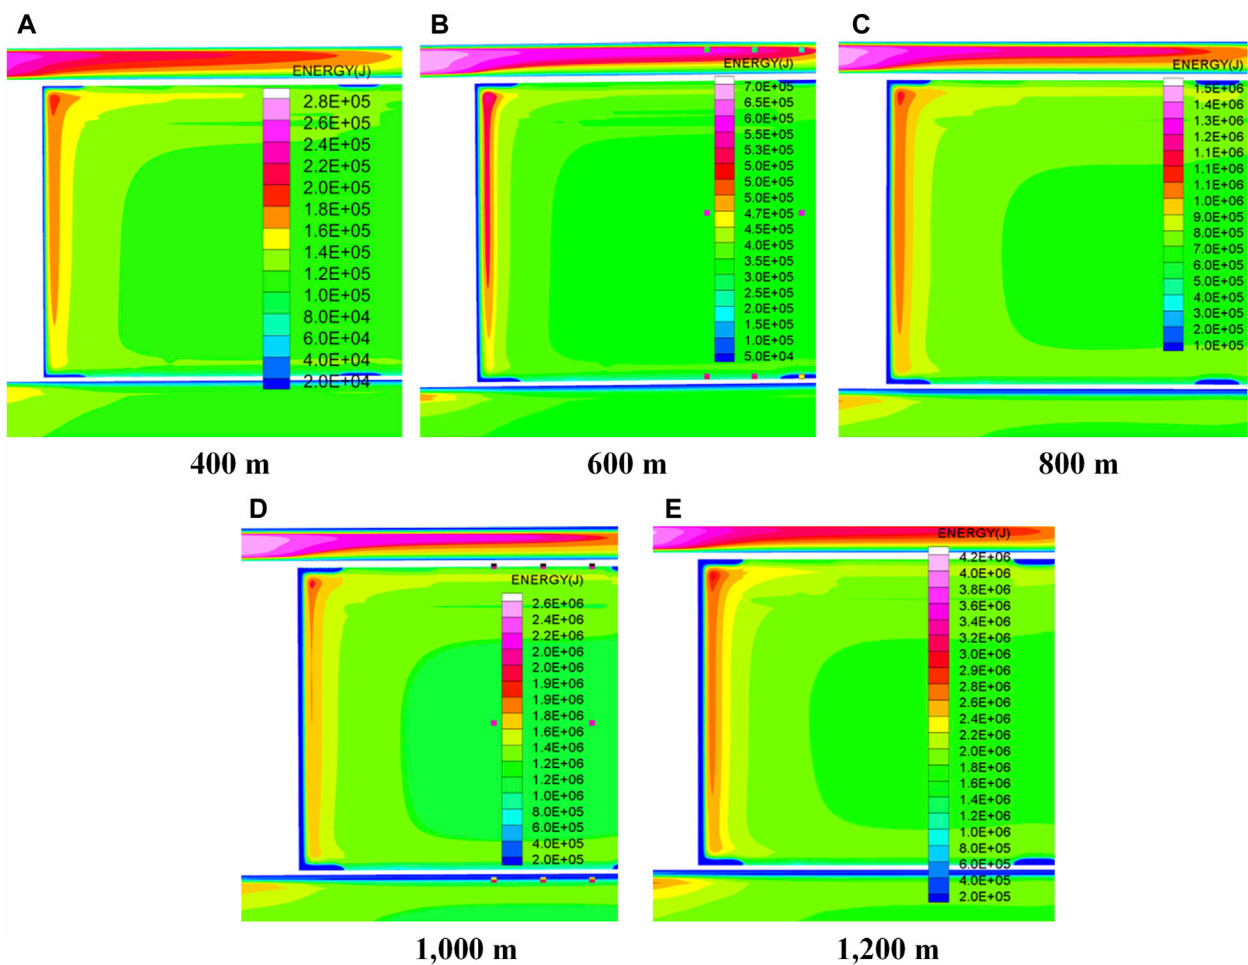 A
B
C
ENERGY(J)
2.8E+05
2.6E+05
2.4E+05
2.2E+05
2.0E+05
1.8E+05
1.6E+05
1.4E+05
1.2E+05
1.0E+05
8.0E+04
6.0E+04
4.0E+04
2.0E+04
ENERGY(J)
7.0E+05
6.5E+05
6.0E+05
5.5E+05
5.3E+05
5.0E+05
5.0E+05
5.0E+05
4.7E+05
4.5E+05
4.0E+05
3.5E+05
3.0E+05
2.5E+05
2.0E+05
1.5E+05
1.0E+05
5.0E+04
ENERGY(J)
1.5E+06
1.4E+06
1.3E+06
1.2E+06
1.1E+06
1.1E+06
1.1E+06
1.0E+06
9.0E+05
8.0E+05
7.0E+05
6.0E+05
5.0E+05
4.0E+05
3.0E+05
2.0E+05
1.0E+05
400 m
600 m
800 m
D
E
ENERGY(J)
2.6E+06
2.4E+06
2.2E+06
2.0E+06
2.0E+06
1.9E+06
1.9E+06
1.8E+06
1.6E+06
1.4E+06
1.2E+06
1.2E+06
1.0E+06
8.0E+05
6.0E+05
4.0E+05
2.0E+05
ENERGY(J)
4.2E+06
4.0E+06
3.8E+06
3.6E+06
3.4E+06
3.2E+06
3.0E+06
2.9E+06
2.8E+06
2.6E+06
2.4E+06
2.2E+06
2.0E+06
1.8E+06
1.6E+06
1.4E+06
1.2E+06
1.0E+06
8.0E+05
6.0E+05
4.0E+05
2.0E+05
1,000 m
1,200 m